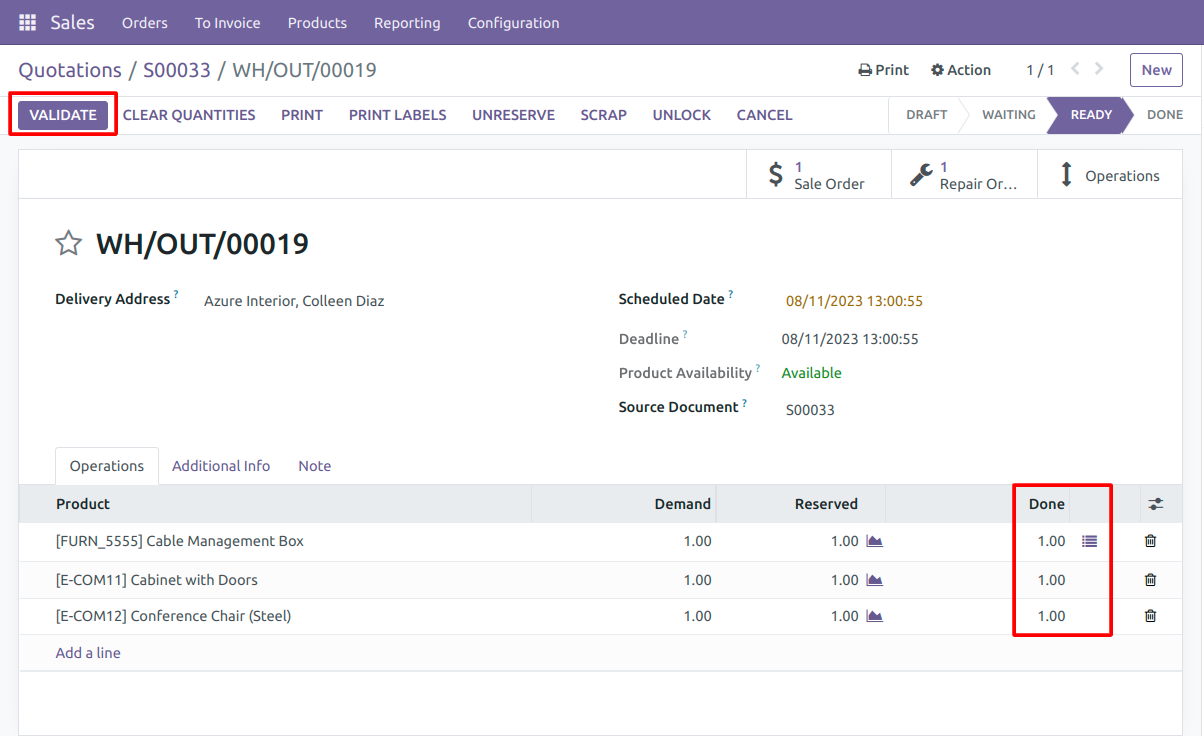 Sales Orders To Invoice Products Reporting Configuration
Quotations / S00033 / WH/OUT/00019 Print Action 1 / 1 New
VALIDATE CLEAR QUANTITIES PRINT PRINT LABELS UNRESERVE SCRAP UNLOCK CANCEL DRAFT WAITING READY DONE
1 Sale Order
1 Repair Or...
Operations
WH/OUT/00019
Delivery Address ? Azure Interior, Colleen Diaz
Scheduled Date ? 08/11/2023 13:00:55
Deadline ? 08/11/2023 13:00:55
Product Availability ? Available
Source Document ? S00033
Operations Additional Info Note
Product Demand Reserved Done
[FURN_5555] Cable Management Box 1.00 1.00 1.00
[E-COM11] Cabinet with Doors 1.00 1.00 1.00
[E-COM12] Conference Chair (Steel) 1.00 1.00 1.00
Add a line